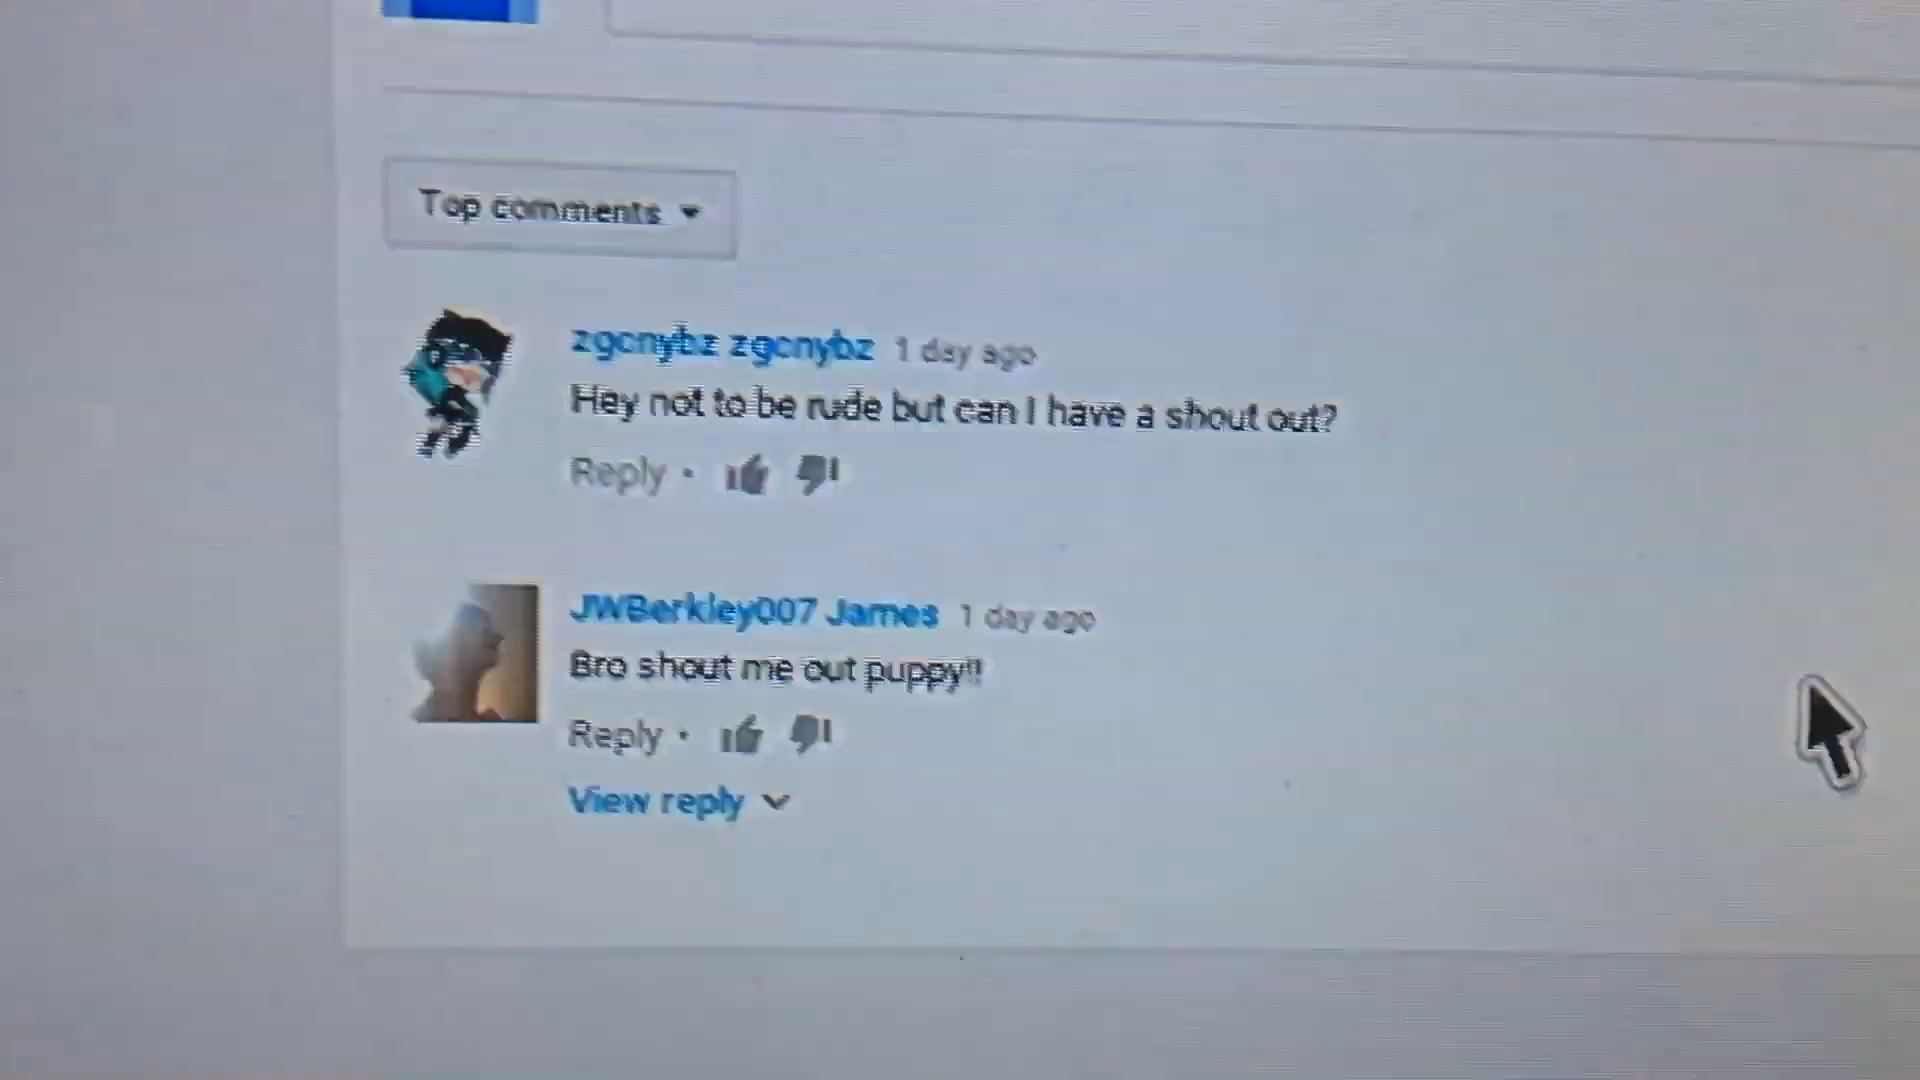 Top comments
zgcnybz zgcnybz 1 day ago
Hey not to be rude but can I have a shout out?
Reply •
JWBerkley007 James 1 day ago
Bro shout me out puppy!!
Reply •
View reply